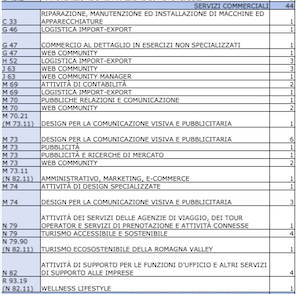 SERVIZI COMMERCIALI 44
RIPARAZIONE, MANUTENZIONE ED INSTALLAZIONE DI MACCHINE ED
C 33 APPARECCHIATURE 1
G 46 LOGISTICA IMPORT-EXPORT 1
G 47 COMMERCIO AL DETTAGLIO IN ESERCIZI NON SPECIALIZZATI 1
G 47 WEB COMMUNITY 1
H 52 LOGISTICA IMPORT-EXPORT 3
J 63 WEB COMMUNITY 3
J 63 WEB COMMUNITY MANAGER 1
M 69 ATTIVITÀ DI CONTABILITÀ 2
M 69 LOGISTICA IMPORT-EXPORT 1
M 70 PUBBLICHE RELAZIONI E COMUNICAZIONE 1
M 70 WEB COMMUNITY 2
M 70.21
(M 73.11) DESIGN PER LA COMUNICAZIONE VISIVA E PUBBLICITARIA 1
M 73 DESIGN PER LA COMUNICAZIONE VISIVA E PUBBLICITARIA 6
M 73 PUBBLICITÀ 1
M 73 PUBBLICITÀ E RICERCHE DI MERCATO 1
M 73 WEB COMMUNITY 2
M 73.11
(N 82.11) AMMINISTRATIVO, MARKETING, E-COMMERCE 1
M 74 ATTIVITÀ DI DESIGN SPECIALIZZATE 1
M 74 DESIGN PER LA COMUNICAZIONE VISIVA E PUBBLICITARIA 3
ATTIVITÀ DEI SERVIZI DELLE AGENZIE DI VIAGGIO, DEI TOUR
N 79 OPERATOR E SERVIZI DI PRENOTAZIONE E ATTIVITÀ CONNESSE 1
N 79 TURISMO ACCESSIBILE E SOSTENIBILE 4
N 79.90
(N 82.11) TURISMO ECOSOSTENIBILE DELLA ROMAGNA VALLEY 1
ATTIVITÀ DI SUPPORTO PER LE FUNZIONI D'UFFICIO E ALTRI SERVIZI
N 82 DI SUPPORTO ALLE IMPRESE 4
R 93.19
(N 82.11) WELLNESS LIFESTYLE 1